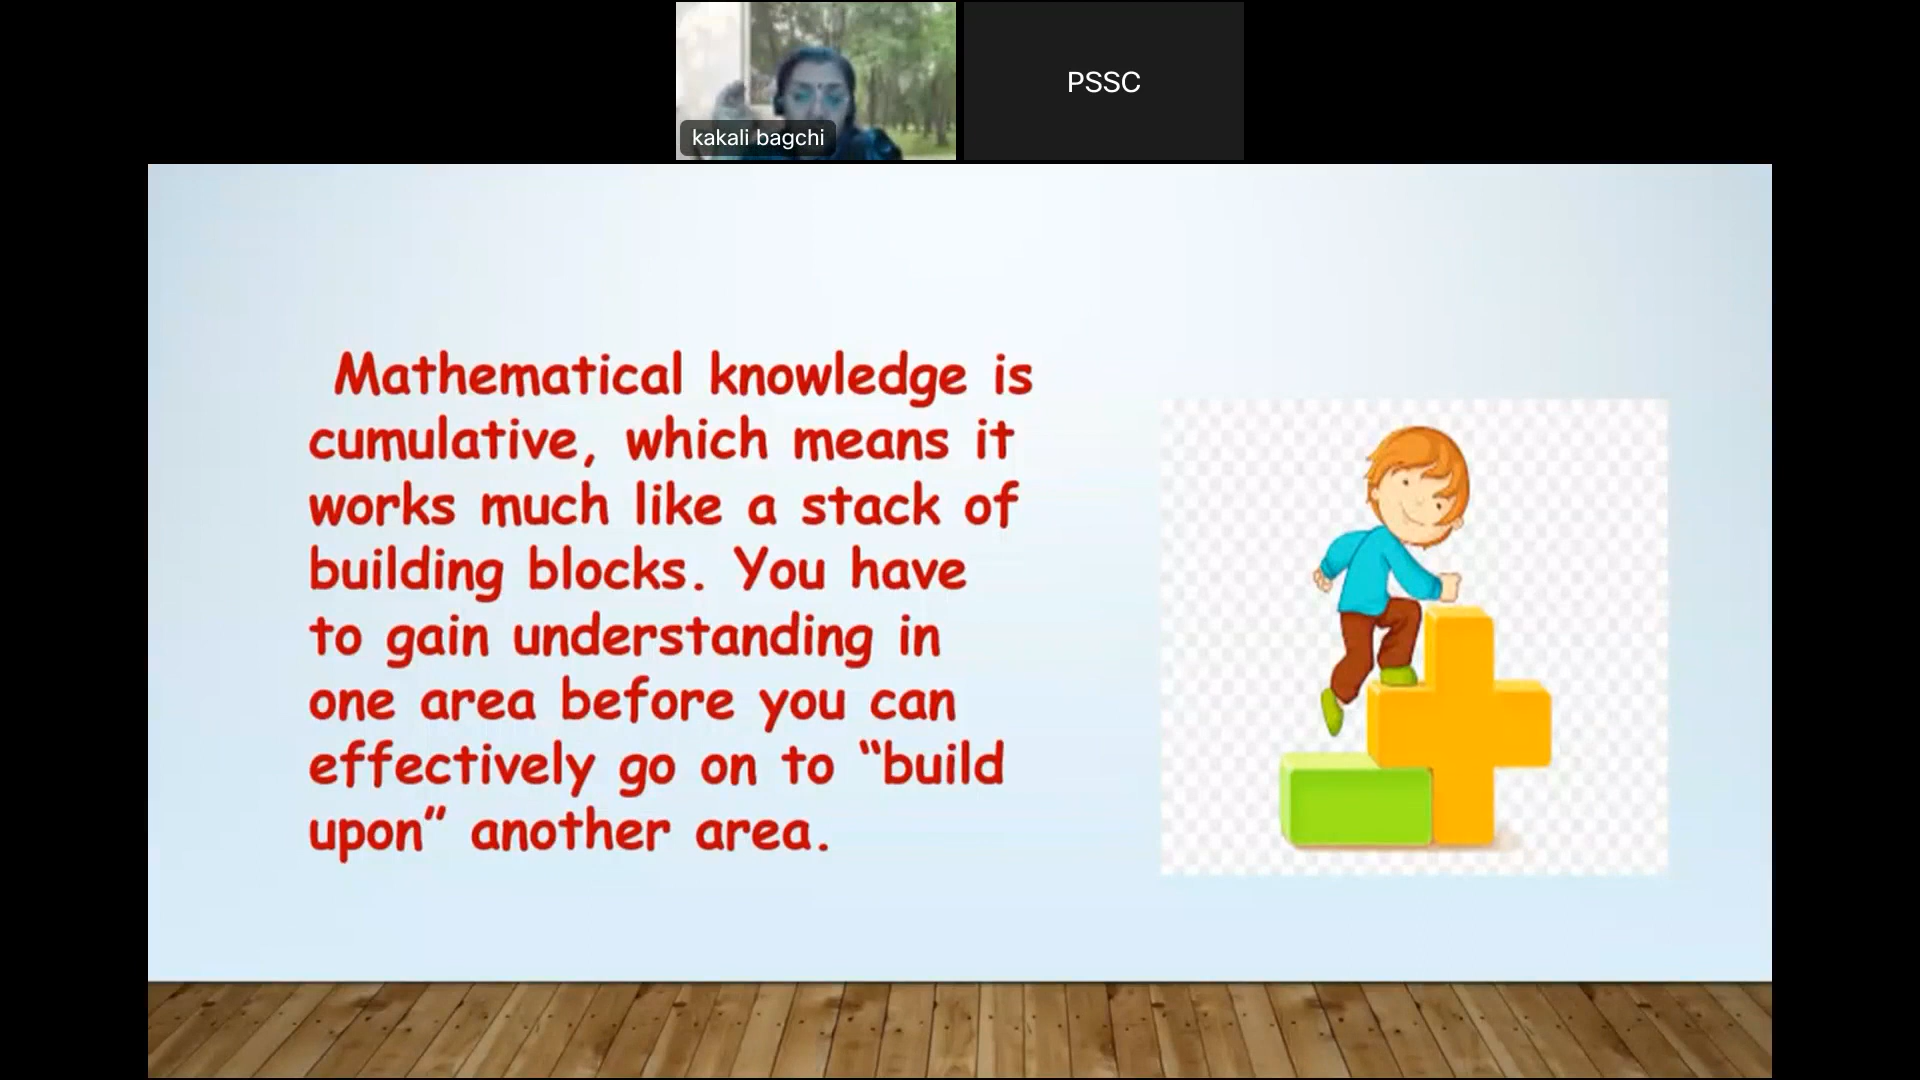 kakali bagchi
PSSC
Mathematical knowledge is
cumulative, which means it
works much like a stack of
building blocks. You have
to gain understanding in
one area before you can
effectively go on to “build
upon” another area.